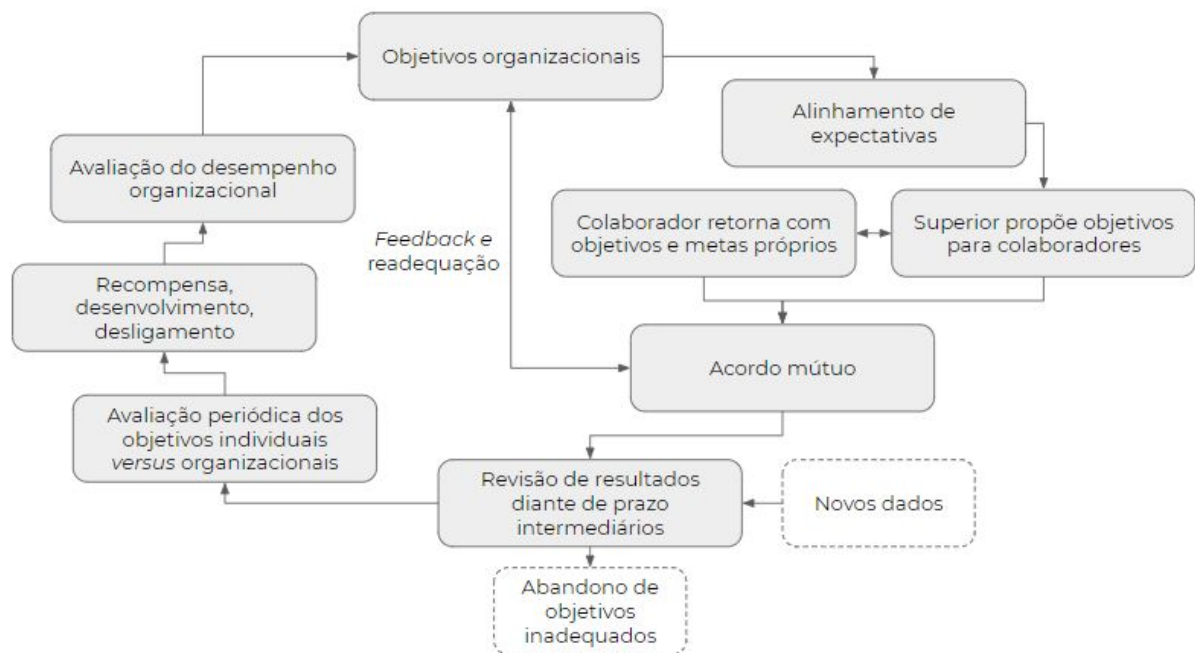 Objetivos organizacionais
Alinhamento de
expectativas
Avaliação do desempenho
organizacional
Colaborador retorna com
objetivos e metas próprios
Superior propõe objetivos
para colaboradores
Feedback e
readequação
Recompensa,
desenvolvimento,
desligamento
Acordo mútuo
Avaliação periódica dos
objetivos individuais
versus organizacionais
Revisão de resultados
diante de prazo
intermediários
Novos dados
Abandono de
objetivos
inadequados